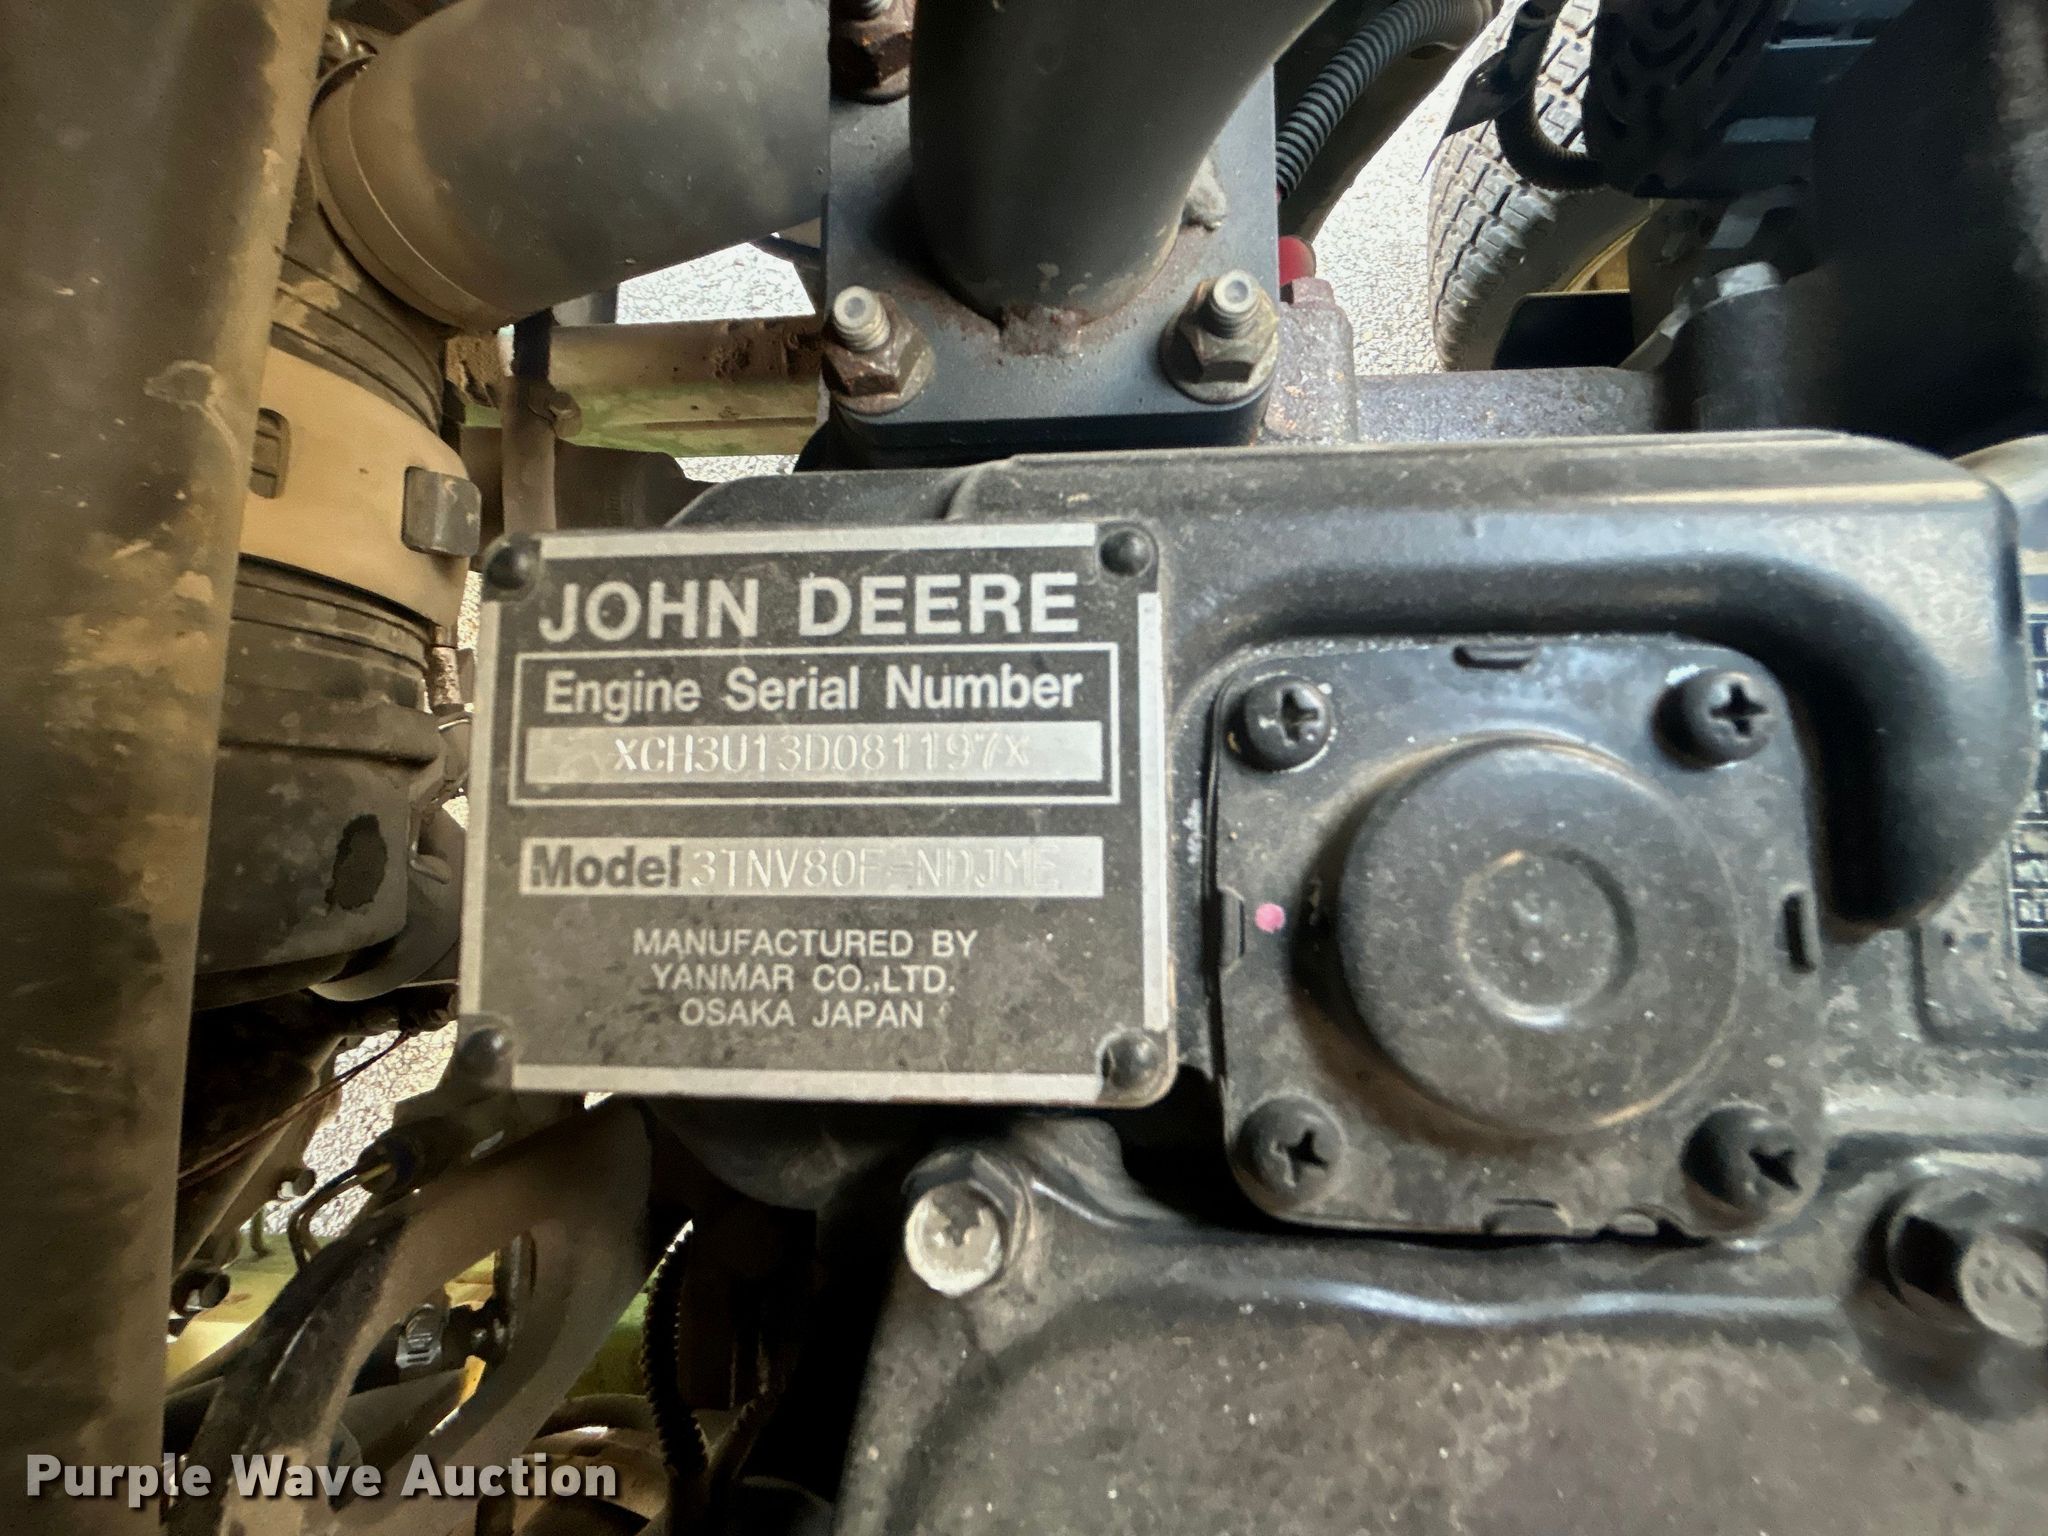 JOHN DEERE
Engine Serial Number
XCH3U13D081197X
Model 3TNV80F-NDJME
MANUFACTURED BY
YANMAR CO.,LTD.
OSAKA JAPAN
Purple Wave Auction